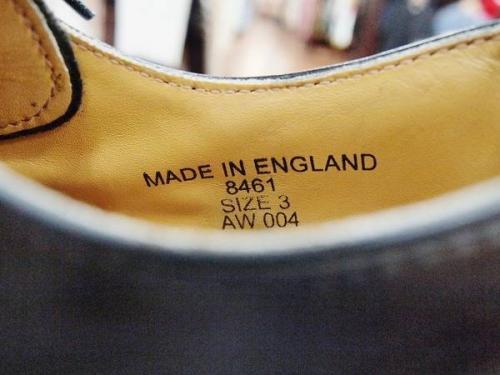 MADE IN ENGLAND
8461
SIZE 3
AW 004